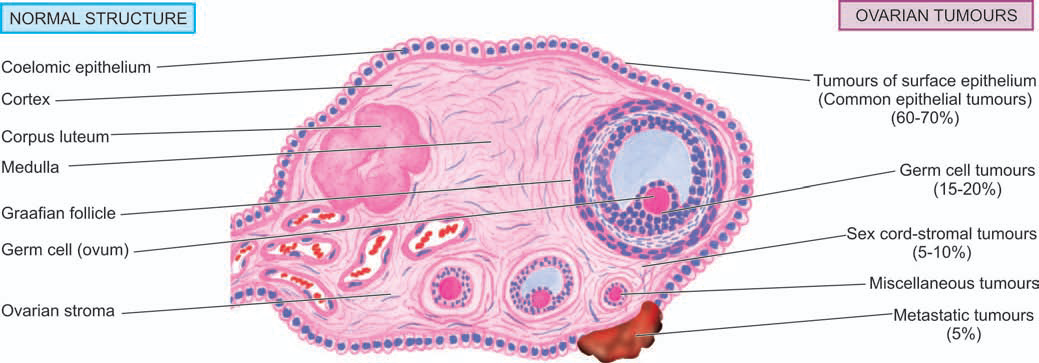 NORMAL STRUCTURE
OVARIAN TUMOURS
Coelomic epithelium
Cortex
Corpus luteum
Medulla
Graafian follicle
Germ cell (ovum)
Ovarian stroma
Tumours of surface epithelium
(Common epithelial tumours)
(60-70%)
Germ cell tumours
(15-20%)
Sex cord-stromal tumours
(5-10%)
Miscellaneous tumours
Metastatic tumours
(5%)